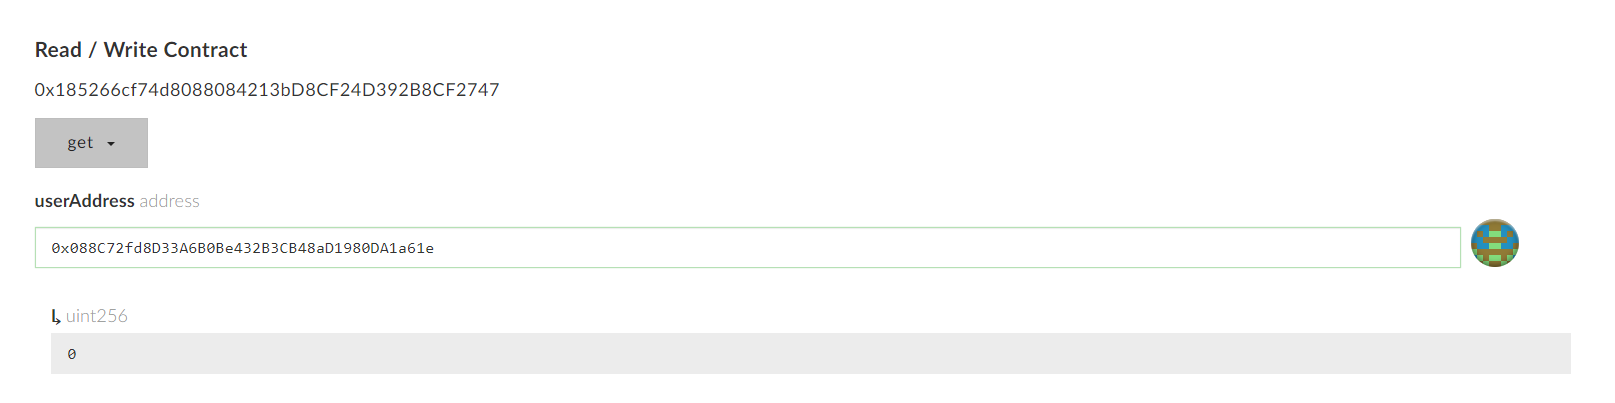 Read / Write Contract
0x185266cf74d8088084213bD8CF24D392B8CF2747
get
userAddress address
0x088C72fd8D33A6B0Be432B3CB48aD1980DA1a61e
↳ uint256
0